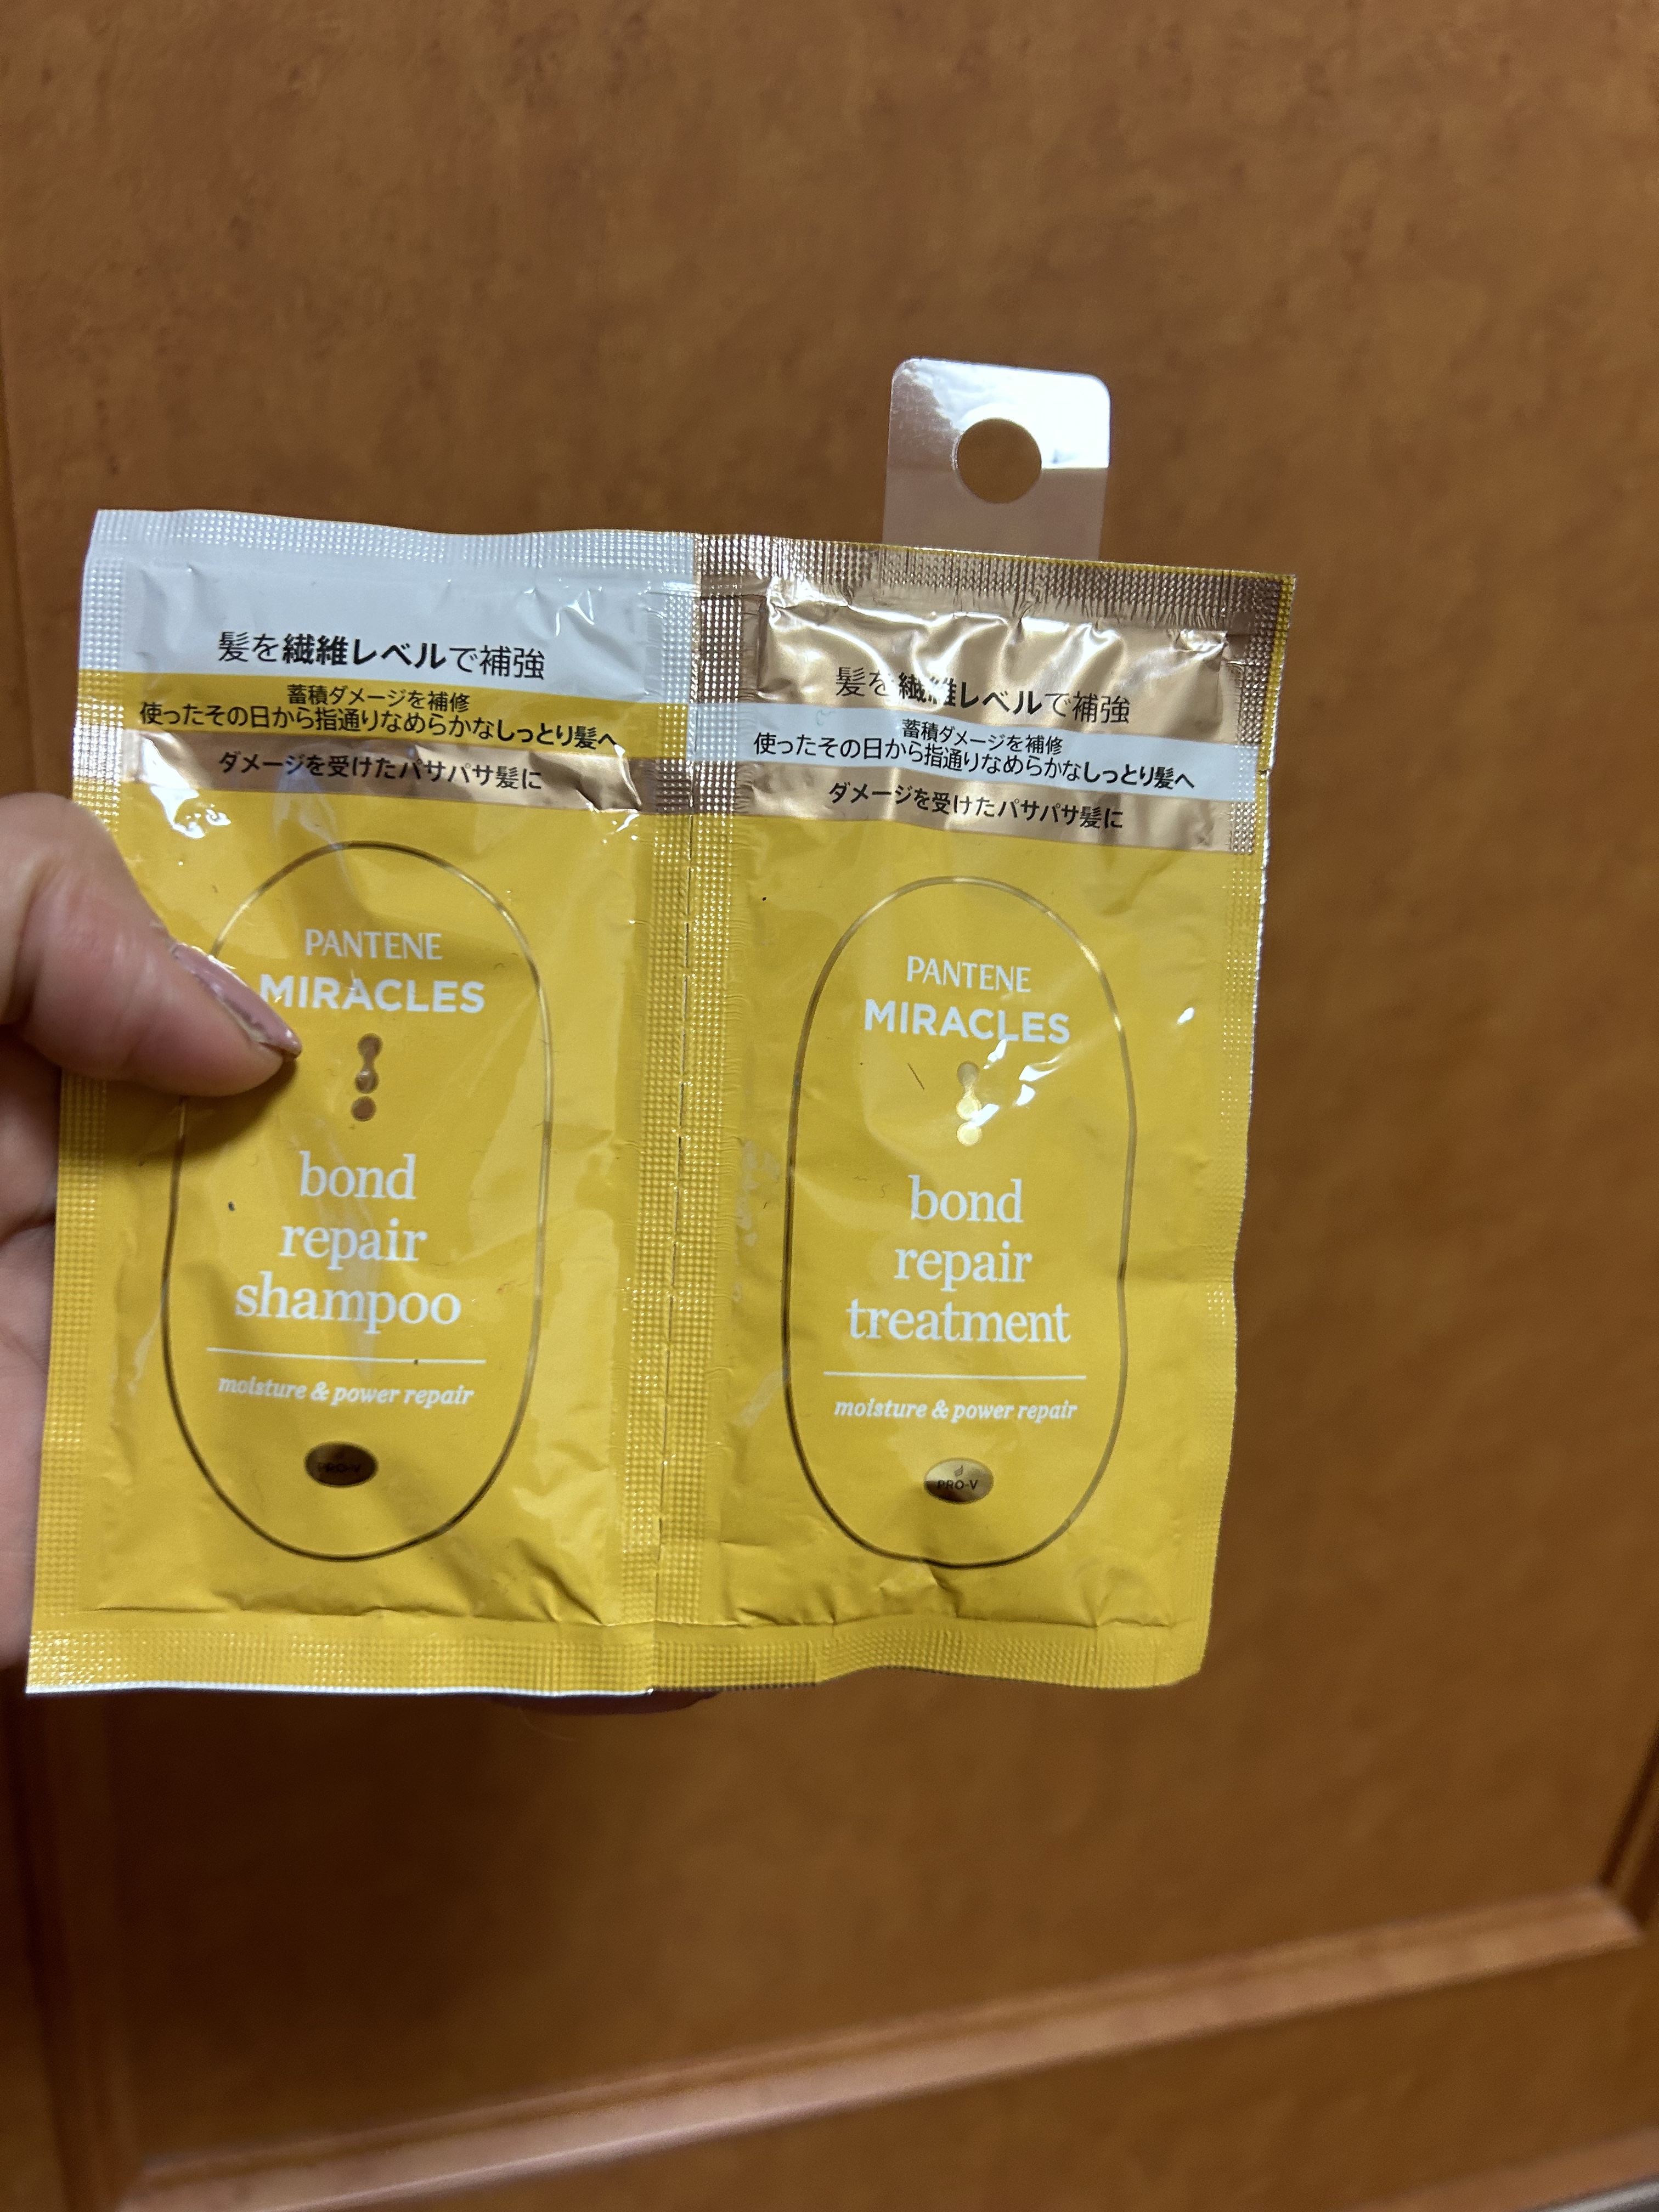 髪を繊維レベルで補強
蓄積ダメージを補修
使ったその日から指通りなめらかなしっとり髪へ
ダメージを受けたパサパサ髪に
PANTENE
MIRACLES
bond
repair
shampoo
moisture & power repair
PRO-V
髪を繊維レベルで補強
蓄積ダメージを補修
使ったその日から指通りなめらかなしっとり髪へ
ダメージを受けたパサパサ髪に
PANTENE
MIRACLES
bond
repair
treatment
moisture & power repair
PRO-V